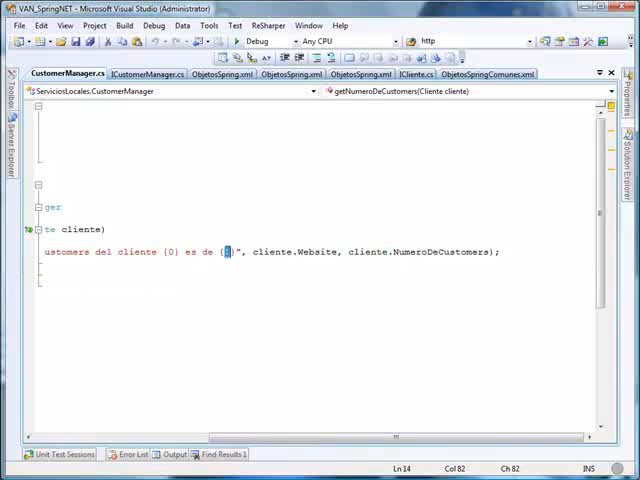 VAN_SpringNET - Microsoft Visual Studio (Administrator)
File Edit View Project Build Debug Data Tools Test ReSharper Window Help
Debug Any CPU http
CustomerManager.cs ICustomerManager.cs ObjetosSpring.xml ObjetosSpring.xml ObjetosSpring.xml ICliente.cs ObjetosSpringComunes.xml
ServiciosLocales.CustomerManager getNumeroDeCustomers(Cliente cliente)
Toolbox
Server Explorer
Properties
Solution Explorer
ger
te cliente)
ustomers del cliente {0} es de { }", cliente.Website, cliente.NumeroDeCustomers);
Unit Test Sessions Error List Output Find Results 1
Ln 14 Col 82 Ch 82 INS